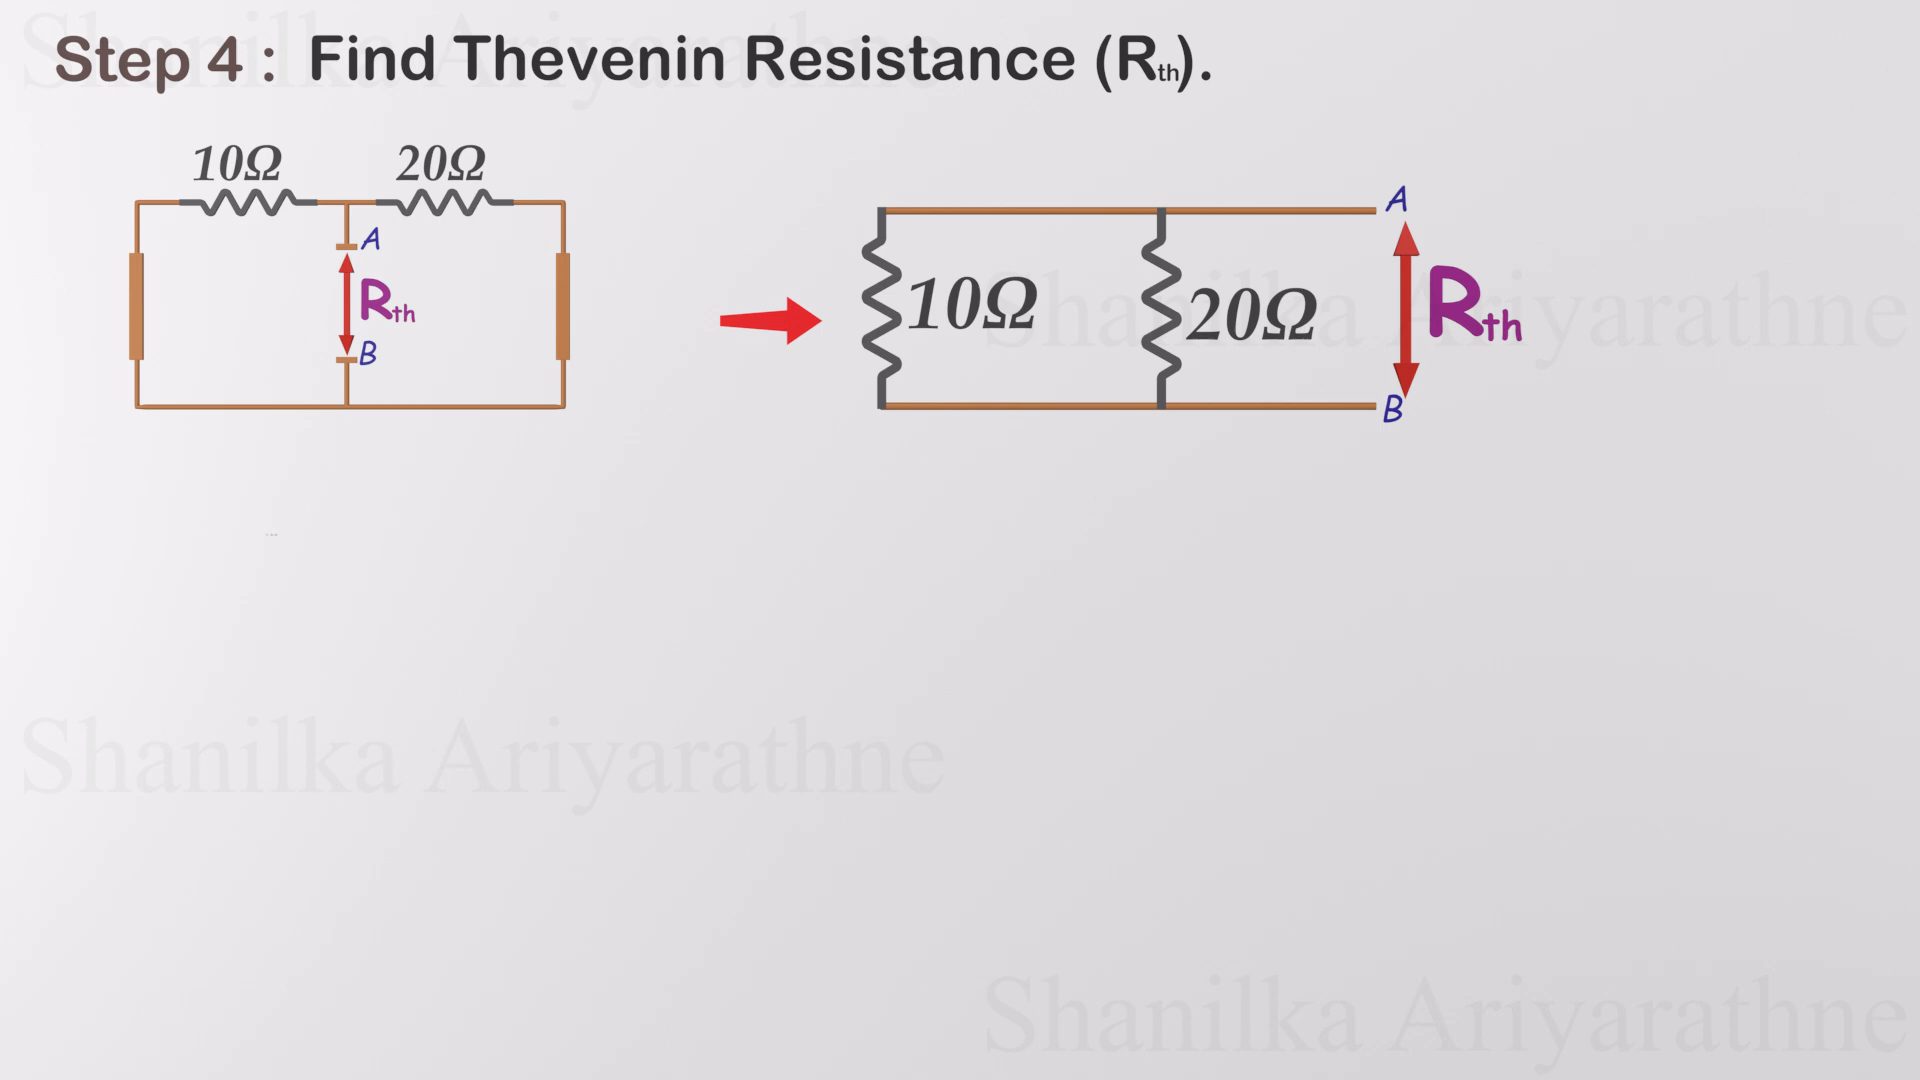 Step 4 : Find Thevenin Resistance (Rth).
10Ω 20Ω
A
Rth
B
A
10Ω 20Ω Rth
B
Shanilka Ariyarathne
Shanilka Ariyarathne
Shanilka Ariyarathne
Shanilka Ariyarathne